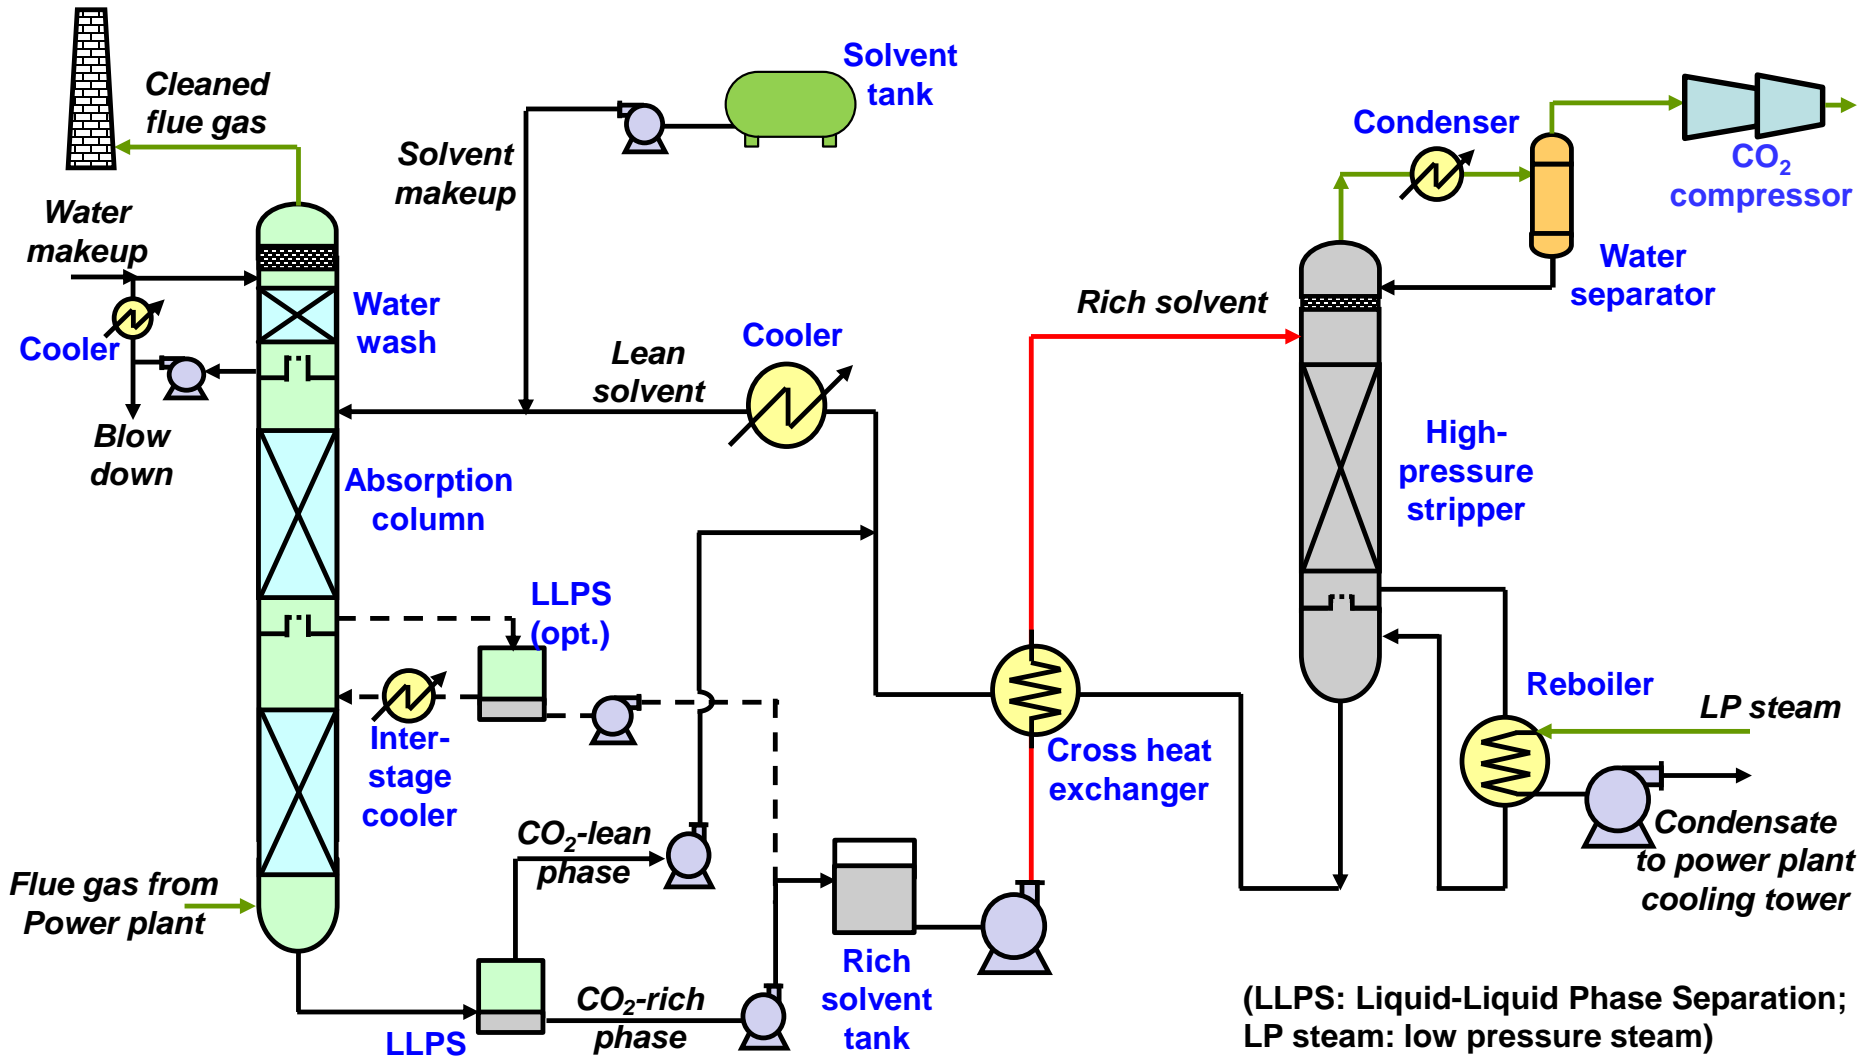 Cleaned
flue gas
Solvent
tank
Condenser
CO₂
compressor
Solvent
makeup
Water
makeup
Water
wash
Cooler
Blow
down
Lean
solvent
Cooler
Rich solvent
Water
separator
Absorption
column
High-
pressure
stripper
LLPS
(opt.)
Inter-
stage
cooler
Cross heat
exchanger
Reboiler
LP steam
Condensate
to power plant
cooling tower
CO₂-lean
phase
Flue gas from
Power plant
LLPS
CO₂-rich
phase
Rich
solvent
tank
(LLPS: Liquid-Liquid Phase Separation;
LP steam: low pressure steam)